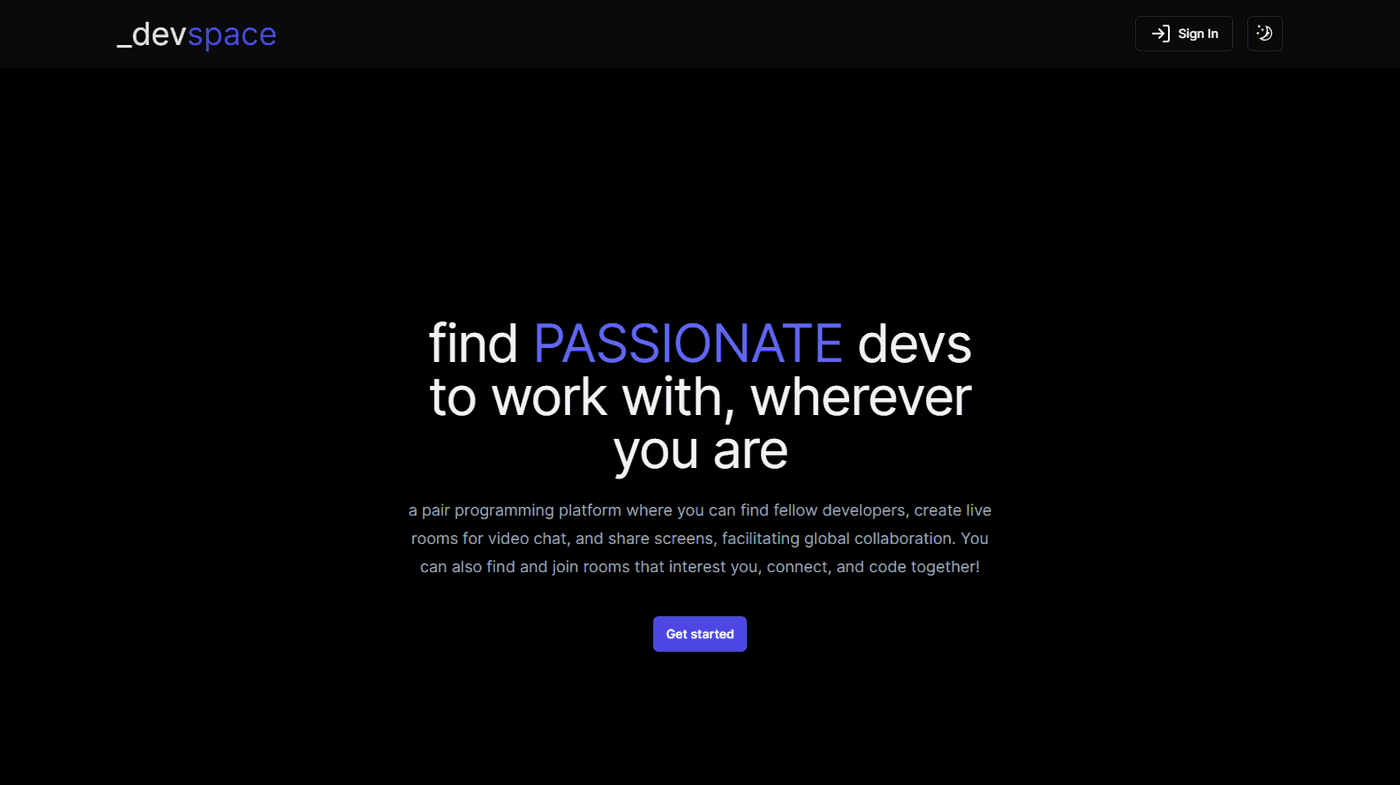 _devspace
Sign In
find PASSIONATE devs
to work with, wherever
you are
a pair programming platform where you can find fellow developers, create live
rooms for video chat, and share screens, facilitating global collaboration. You
can also find and join rooms that interest you, connect, and code together!
Get started